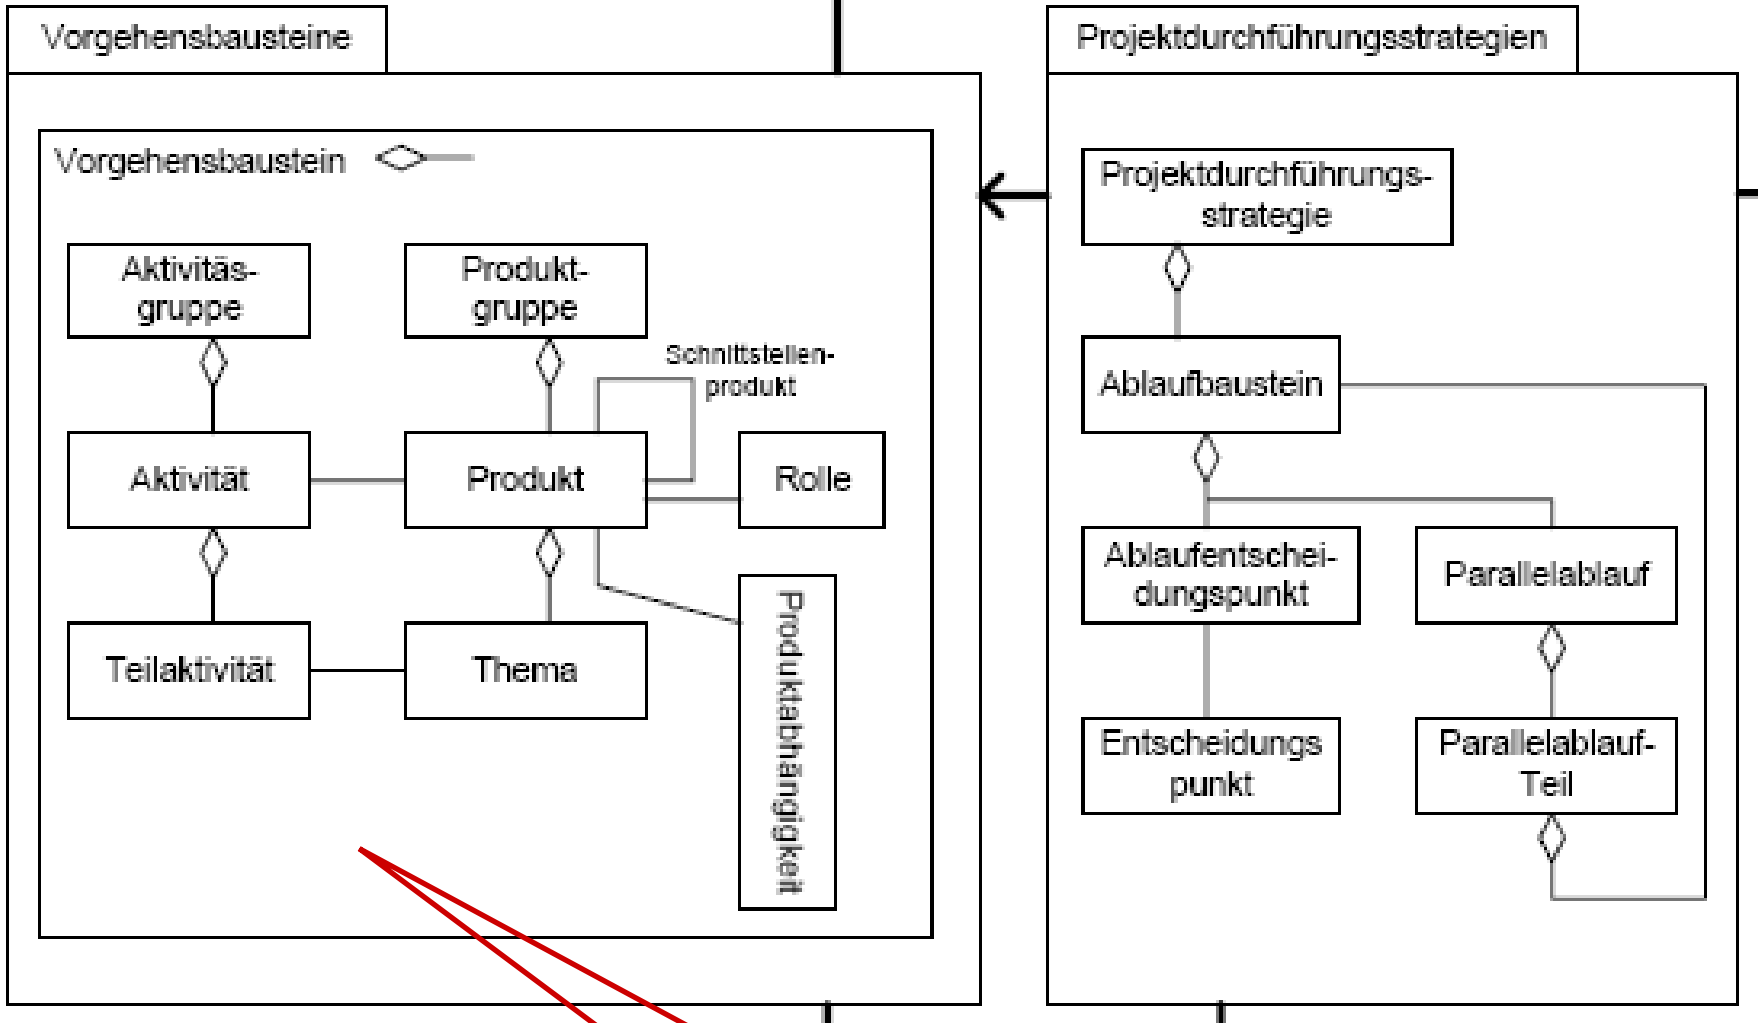 Vorgehensbausteine
Vorgehensbaustein
Aktivitäs-
gruppe
Produkt-
gruppe
Schnittstellen-
produkt
Aktivität
Produkt
Rolle
Teilaktivität
Thema
Produktabhängigkeit
Projektdurchführungsstrategien
Projektdurchführungs-
strategie
Ablaufbaustein
Ablaufentschei-
dungspunkt
Parallelablauf
Entscheidungs
punkt
Parallelablauf-
Teil